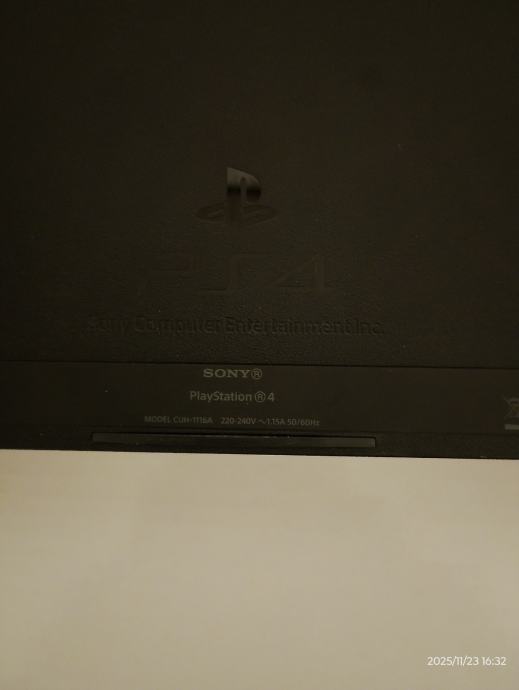 PS4
Sony Computer Entertainment Inc.
SONY®
PlayStation®4
MODEL CUH-1116A 220-240V ~1.15A 50/60Hz
2025/11/23 16:32